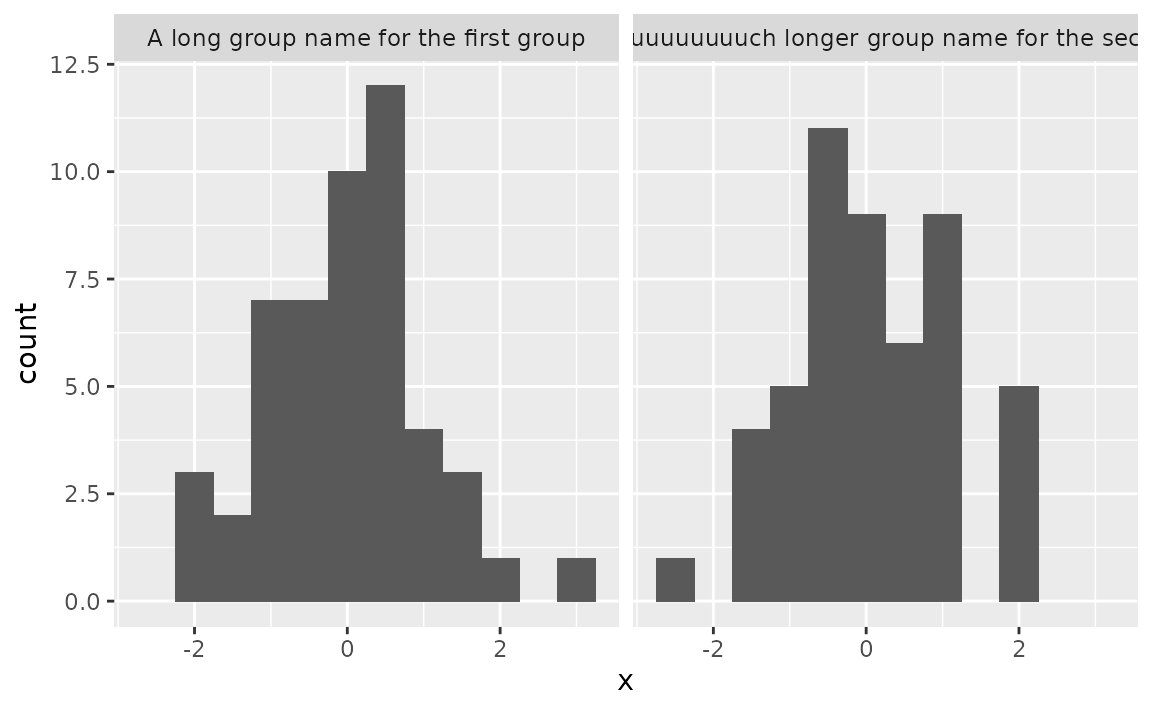 A long group name for the first group
uuuuuuuuch longer group name for the sec
12.5
10.0
7.5
5.0
2.5
0.0
count
-2 0 2
-2 0 2
x